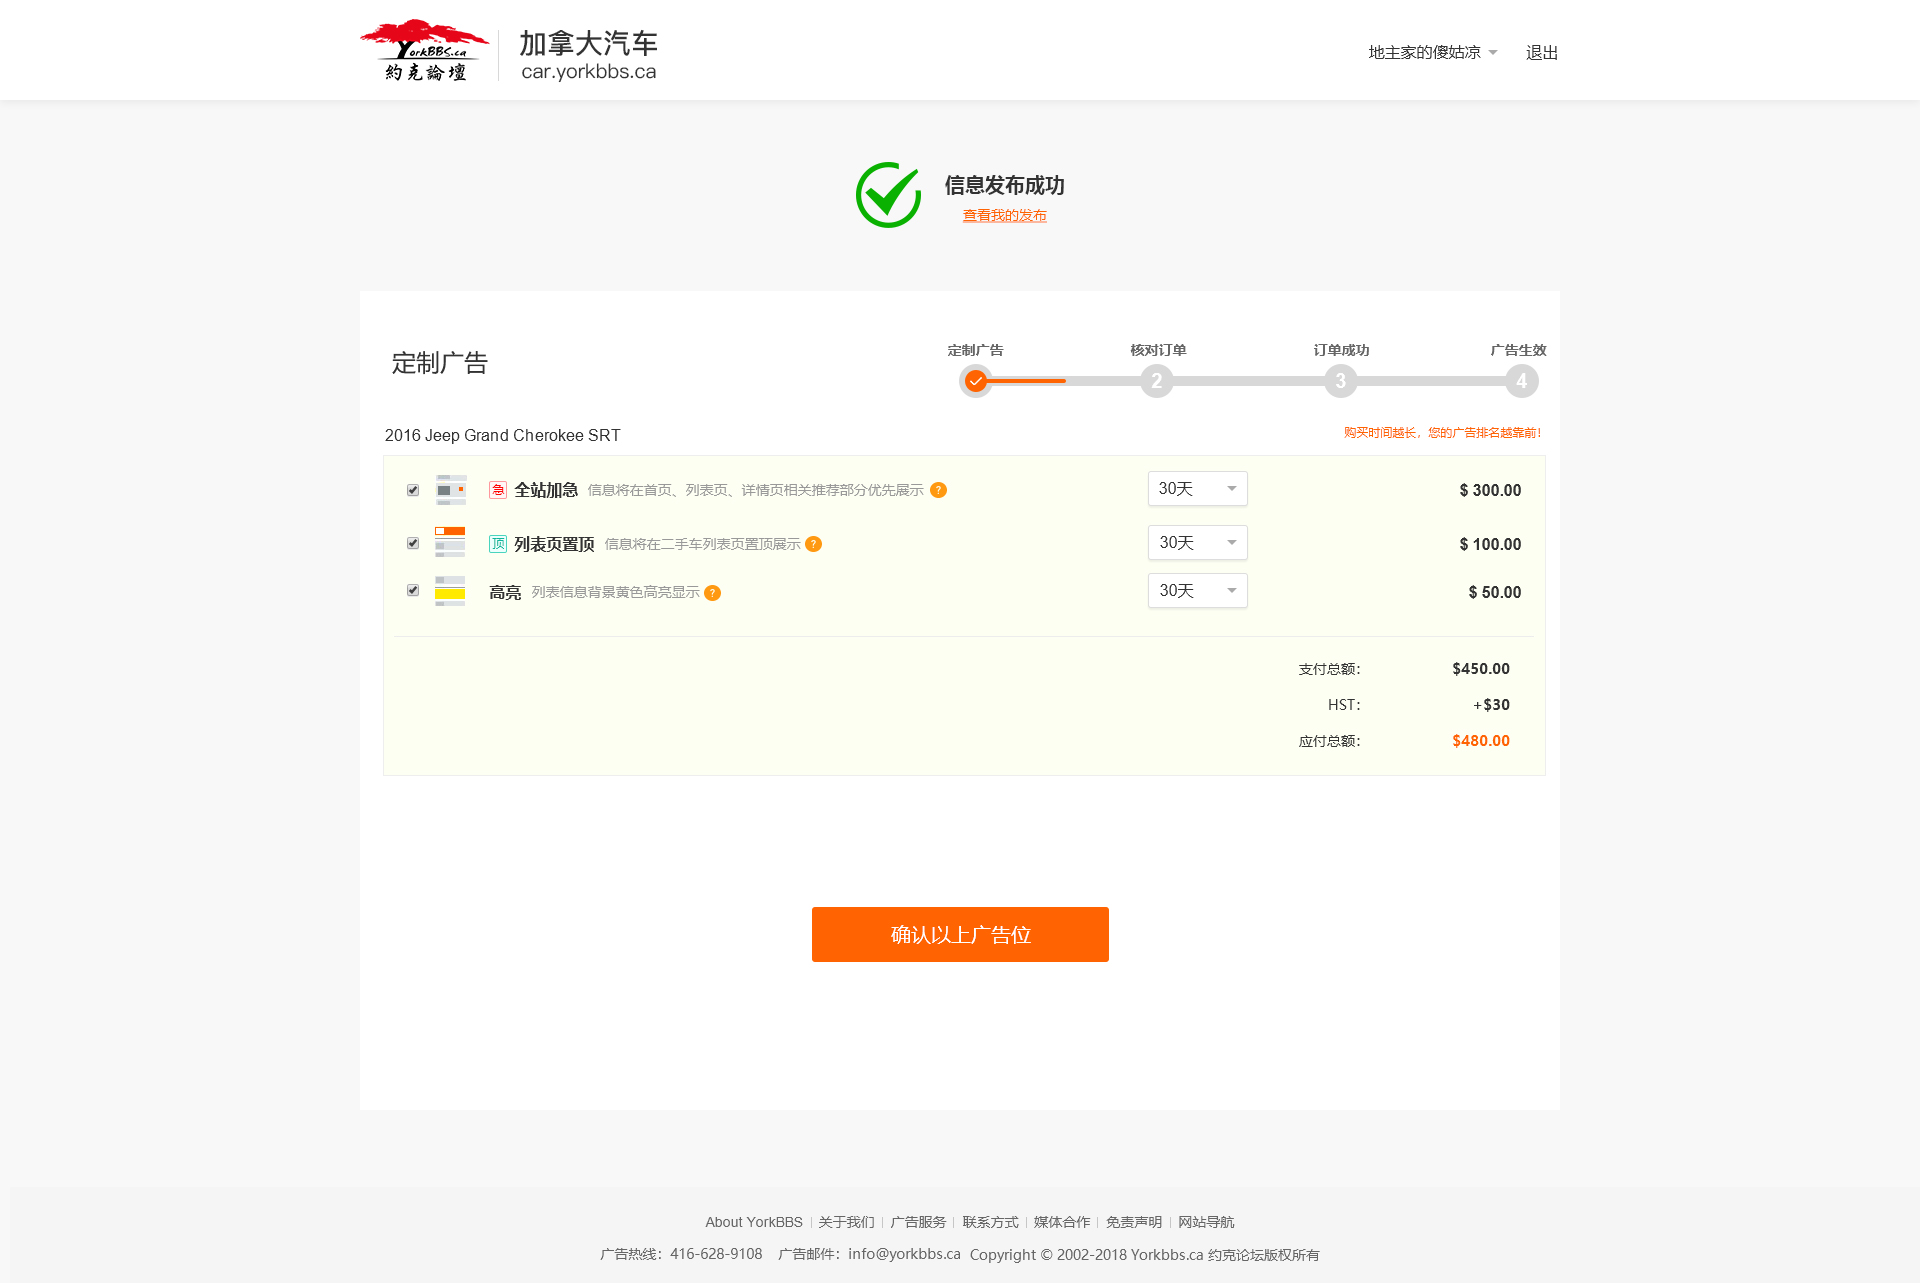 YorkBBS.ca
約克論壇
加拿大汽车
car.yorkbbs.ca
地主家的傻姑凉
退出
信息发布成功
查看我的发布
定制广告
定制广告 核对订单 订单成功 广告生效
2 3 4
2016 Jeep Grand Cherokee SRT
购买时间越长，您的广告排名越靠前！
急 全站加急 信息将在首页、列表页、详情页相关推荐部分优先展示 ? 30天 $ 300.00
顶 列表页置顶 信息将在二手车列表页置顶展示 ? 30天 $ 100.00
高亮 列表信息背景黄色高亮显示 ? 30天 $ 50.00
支付总额： $450.00
HST： +$30
应付总额： $480.00
确认以上广告位
About YorkBBS | 关于我们 | 广告服务 | 联系方式 | 媒体合作 | 免责声明 | 网站导航
广告热线：416-628-9108 广告邮件：info@yorkbbs.ca Copyright © 2002-2018 Yorkbbs.ca 约克论坛版权所有